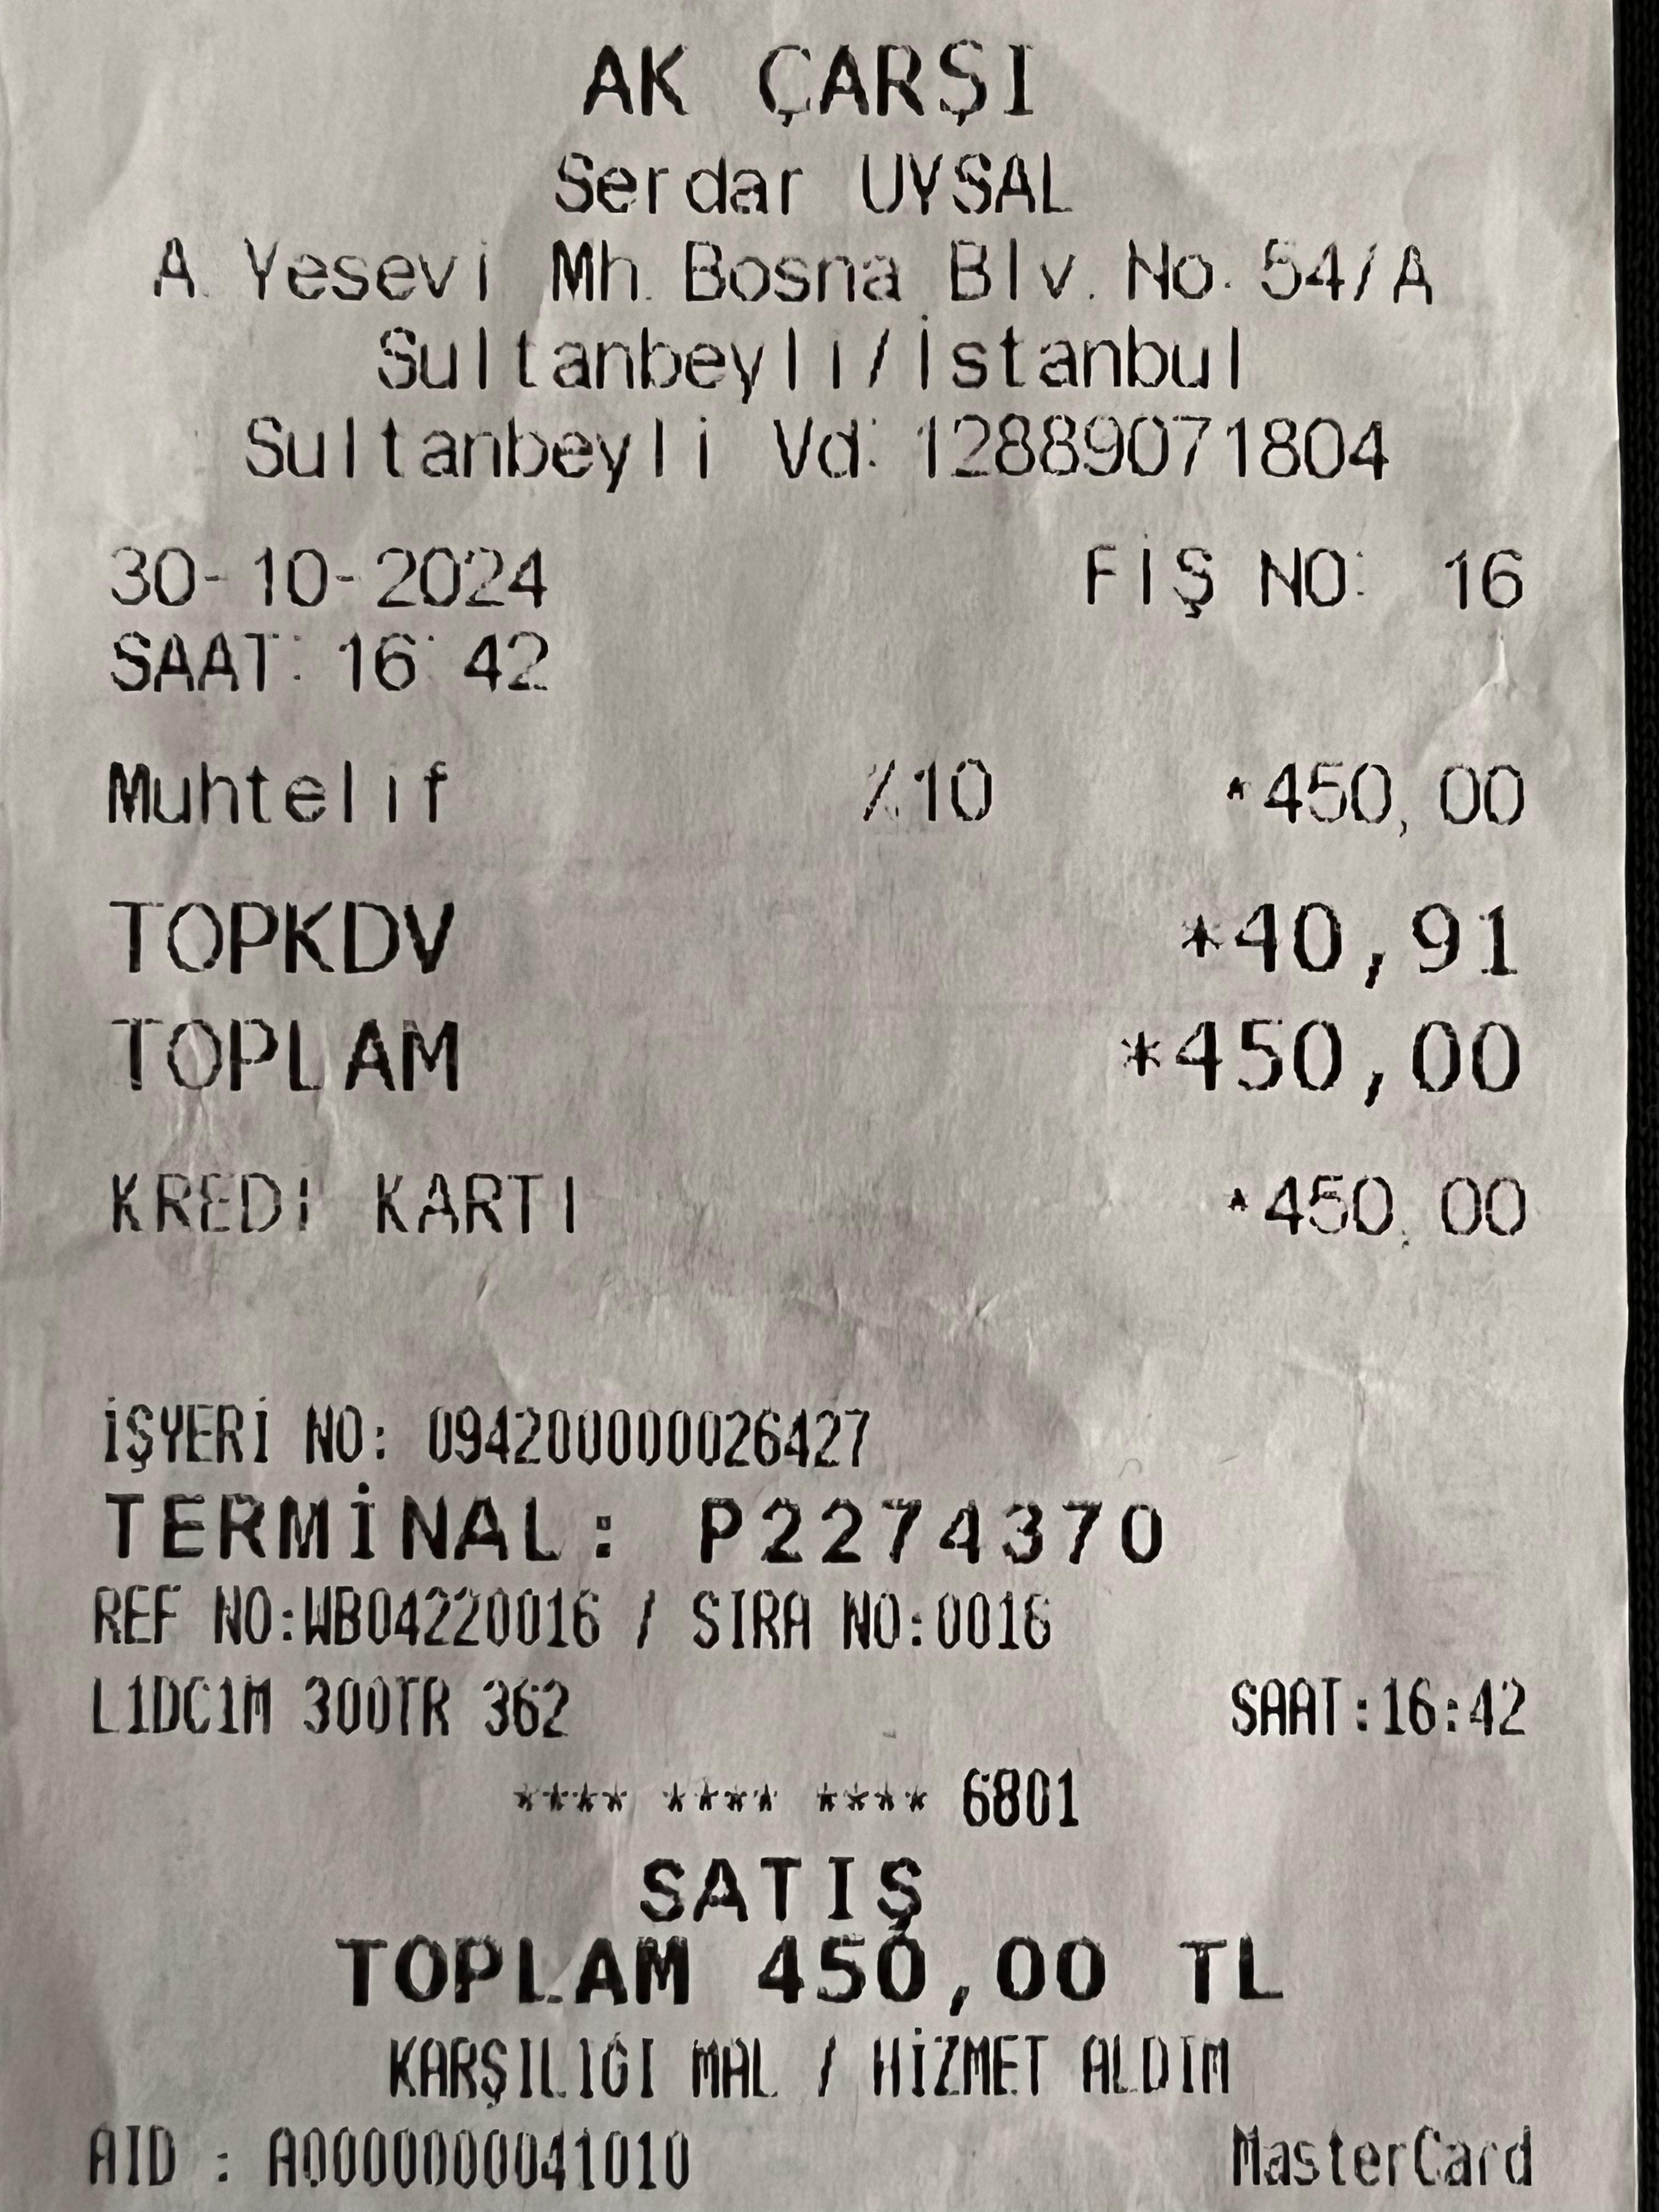 AK ÇARŞI
Serdar UYSAL
A. Yesevi Mh. Bosna Blv. No: 54/A
Sultanbeyli/İstanbul
Sultanbeyli Vd: 12889071804
30-10-2024 FİŞ NO: 16
SAAT: 16:42
Muhtelif %10 *450,00
TOPKDV *40,91
TOPLAM *450,00
KREDİ KARTI *450,00
İŞYERİ NO: 094200000026427
TERMİNAL: P2274370
REF NO:WB04220016 / SIRA NO:0016
L1DC1M 300TR 362 SAAT:16:42
**** **** **** 6801
SATIŞ
TOPLAM 450,00 TL
KARŞILIĞI MAL / HİZMET ALDIM
AID : A0000000041010 MasterCard